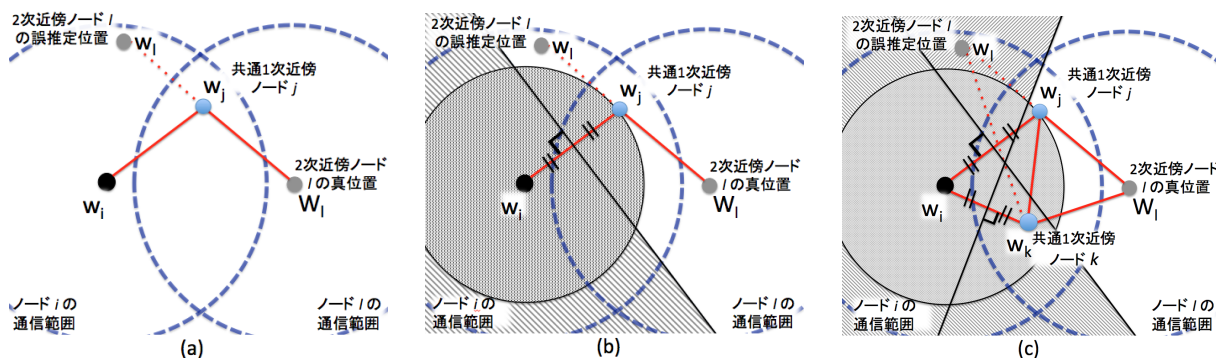 2次近傍ノード l
の誤推定位置
w_l
共通1次近傍
ノード j
w_j
2次近傍ノード
l の真位置
W_l
w_i
ノード i の
通信範囲
ノード l の
通信範囲
(a)
2次近傍ノード l
の誤推定位置
w_l
共通1次近傍
ノード j
w_j
2次近傍ノード
l の真位置
W_l
w_i
ノード i の
通信範囲
ノード l の
通信範囲
(b)
2次近傍ノード l
の誤推定位置
w_l
共通1次近傍
ノード j
w_j
2次近傍ノード
l の真位置
W_l
w_i
w_k
共通1次近傍
ノード k
ノード i の
通信範囲
ノード l の
通信範囲
(c)